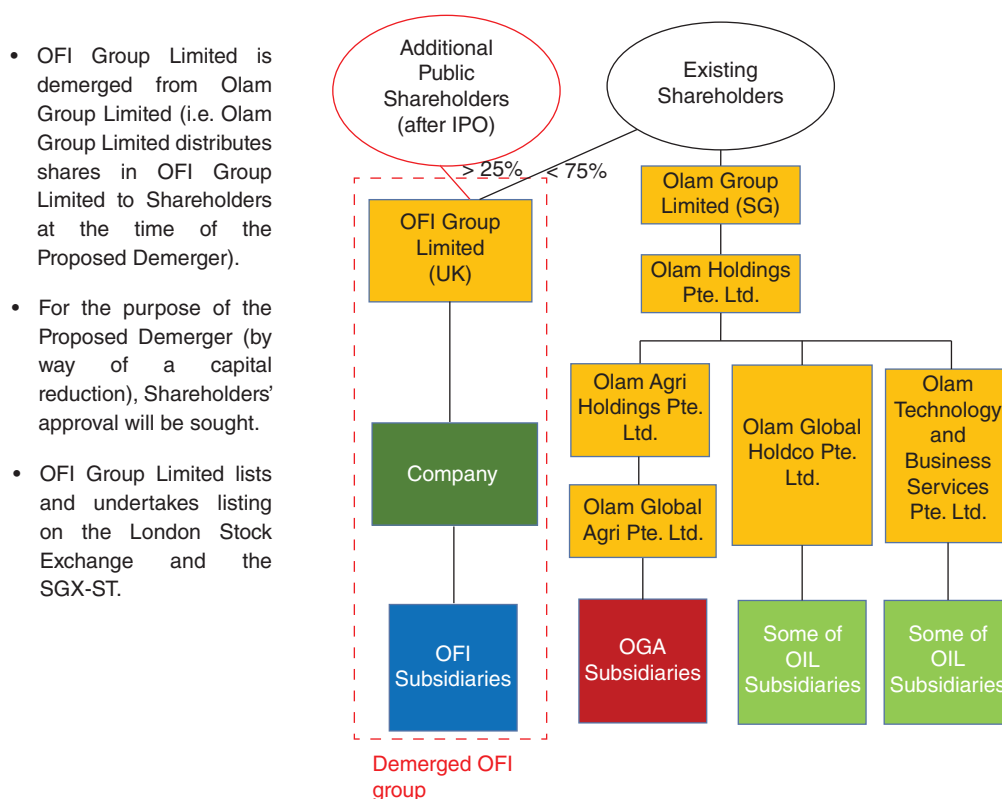 • OFI Group Limited is
demerged from Olam
Group Limited (i.e. Olam
Group Limited distributes
shares in OFI Group
Limited to Shareholders
at the time of the
Proposed Demerger).
• For the purpose of the
Proposed Demerger (by
way of a capital
reduction), Shareholders’
approval will be sought.
• OFI Group Limited lists
and undertakes listing
on the London Stock
Exchange and the
SGX-ST.
Additional
Public
Shareholders
(after IPO)
Existing
Shareholders
> 25%
< 75%
OFI Group
Limited
(UK)
Olam Group
Limited (SG)
Olam Holdings
Pte. Ltd.
Company
Olam Agri
Holdings Pte.
Ltd.
Olam Global
Agri Pte. Ltd.
Olam Global
Holdco Pte.
Ltd.
Olam
Technology
and
Business
Services
Pte. Ltd.
OFI
Subsidiaries
OGA
Subsidiaries
Some of
OIL
Subsidiaries
Some of
OIL
Subsidiaries
Demerged OFI
group